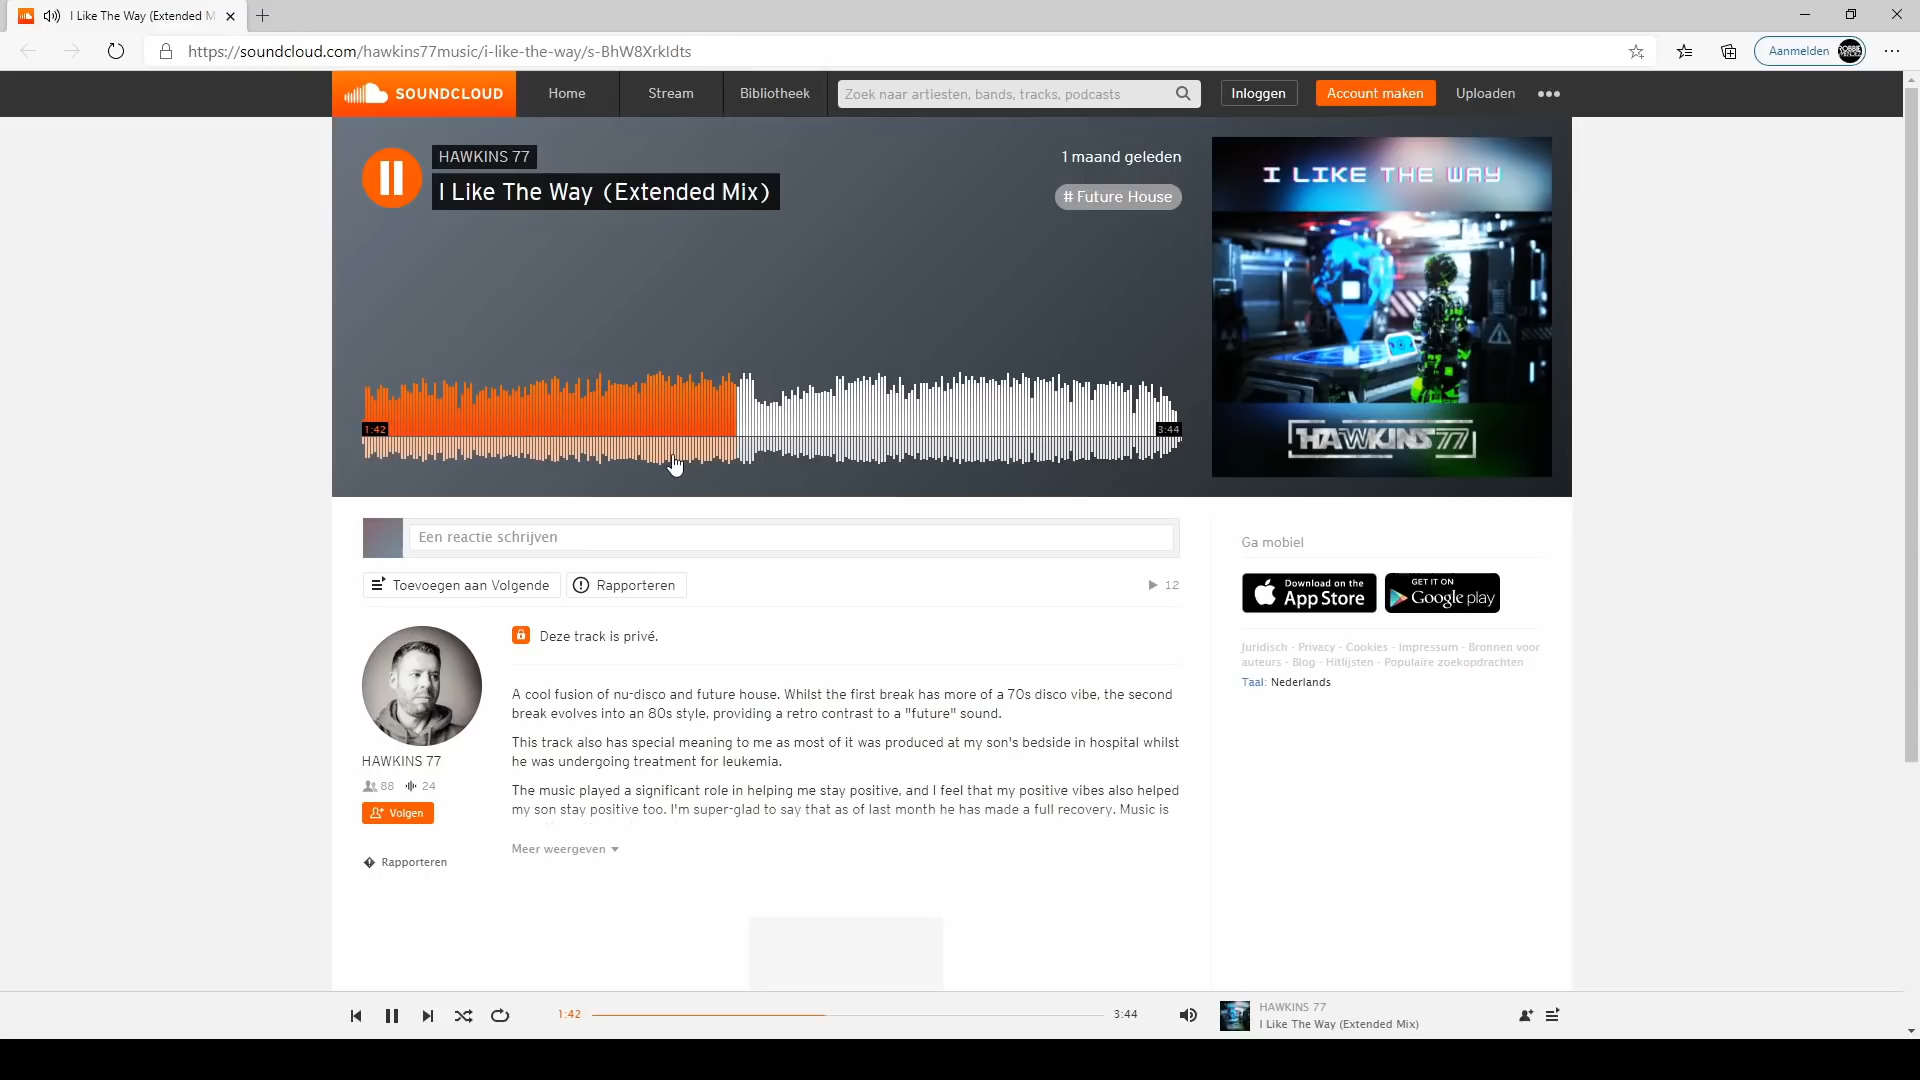 I Like The Way (Extended M
https://soundcloud.com/hawkins77music/i-like-the-way/s-BhW8XrkIdts
Aanmelden
ROBBIE MENDEZ
SOUNDCLOUD
Home
Stream
Bibliotheek
Zoek naar artiesten, bands, tracks, podcasts
Inloggen
Account maken
Uploaden
HAWKINS 77
I Like The Way (Extended Mix)
1 maand geleden
# Future House
1:42
3:44
I LIKE THE WAY
HAWKINS 77
Een reactie schrijven
Toevoegen aan Volgende
Rapporteren
12
Deze track is privé.
A cool fusion of nu-disco and future house. Whilst the first break has more of a 70s disco vibe, the second
break evolves into an 80s style, providing a retro contrast to a "future" sound.
This track also has special meaning to me as most of it was produced at my son's bedside in hospital whilst
he was undergoing treatment for leukemia.
The music played a significant role in helping me stay positive, and I feel that my positive vibes also helped
my son stay positive too. I'm super-glad to say that as of last month he has made a full recovery. Music is
Meer weergeven
HAWKINS 77
88
24
Volgen
Rapporteren
Ga mobiel
Download on the
App Store
GET IT ON
Google play
Juridisch - Privacy - Cookies - Impressum - Bronnen voor
auteurs - Blog - Hitlijsten - Populaire zoekopdrachten
Taal: Nederlands
1:42
3:44
HAWKINS 77
I Like The Way (Extended Mix)